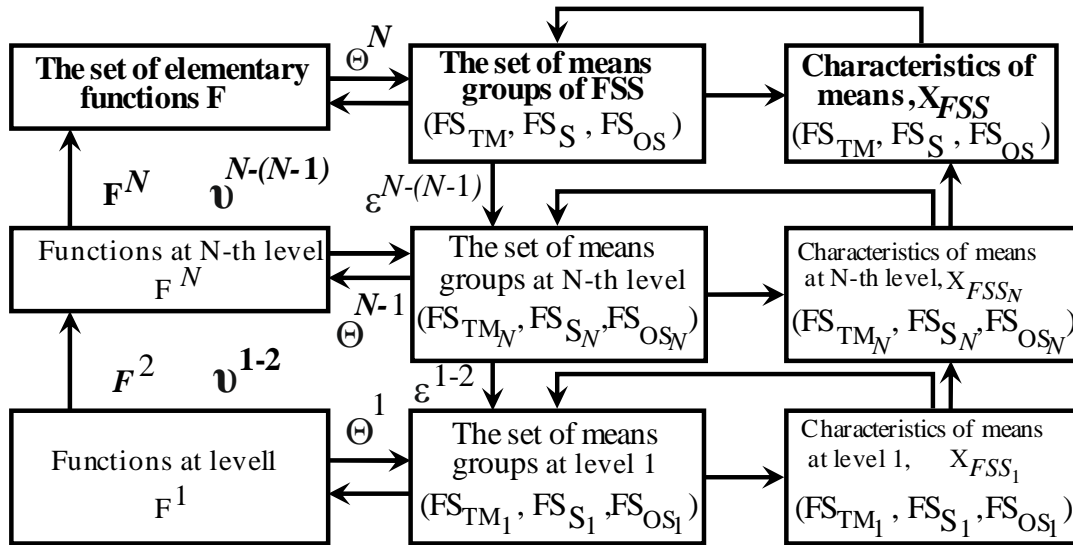 The set of elementary
functions F
Θ^N
The set of means
groups of FSS
(FS_TM, FS_S , FS_OS )
Characteristics of
means ,X_FSS
(FS_TM, FS_S , FS_OS )
F^N
υ^N-(N-1)
ε^N-(N-1)
Functions at N-th level
F^N
Θ^N-1
The set of means
groups at N-th level
(FS_TM_N, FS_S_N,FS_OS_N)
Characteristics of means
at N-th level, X_FSS_N
(FS_TM_N, FS_S_N,FS_OS_N)
F^2
υ^1-2
ε^1-2
Functions at levell
F^1
Θ^1
The set of means
groups at level 1
(FS_TM_1, FS_S_1,FS_OS_1)
Characteristics of means
at level 1, X_FSS_1
(FS_TM_1, FS_S_1,FS_OS_1)